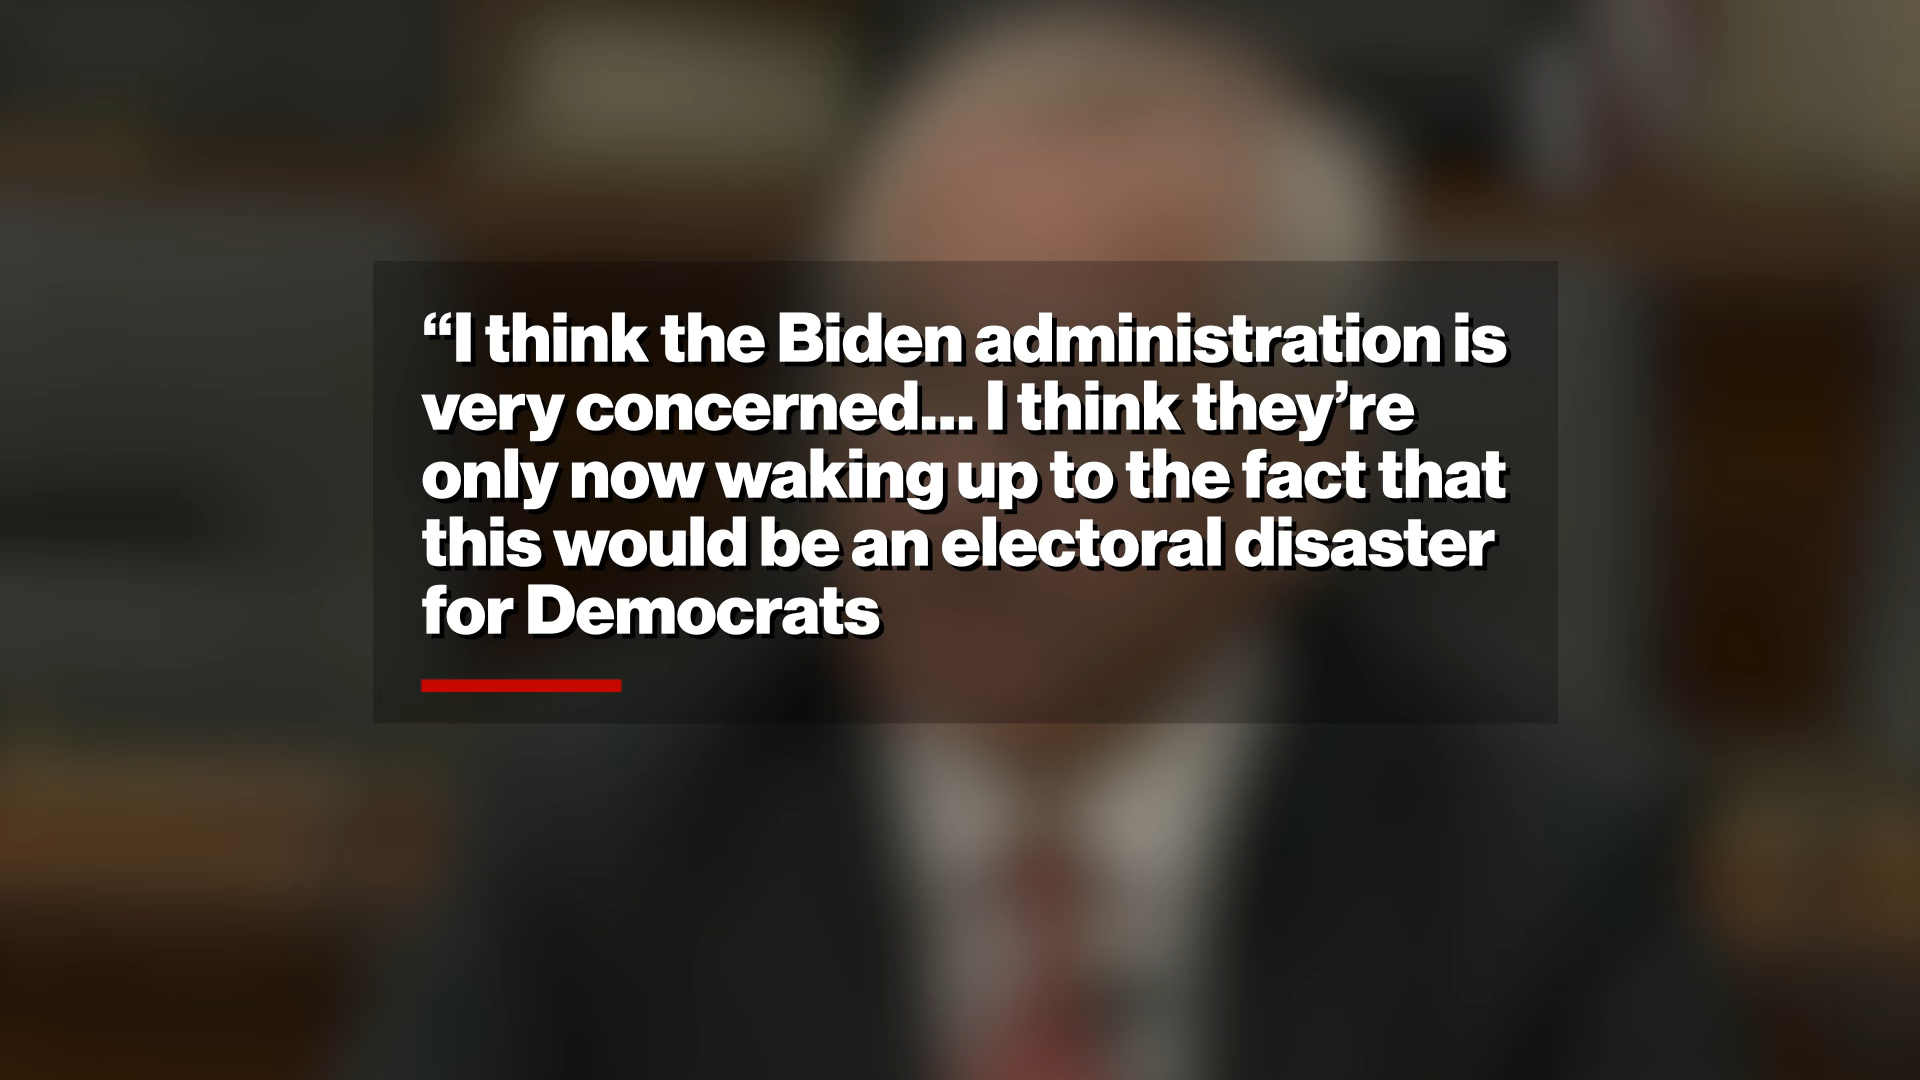 “I think the Biden administration is
very concerned... I think they’re
only now waking up to the fact that
this would be an electoral disaster
for Democrats